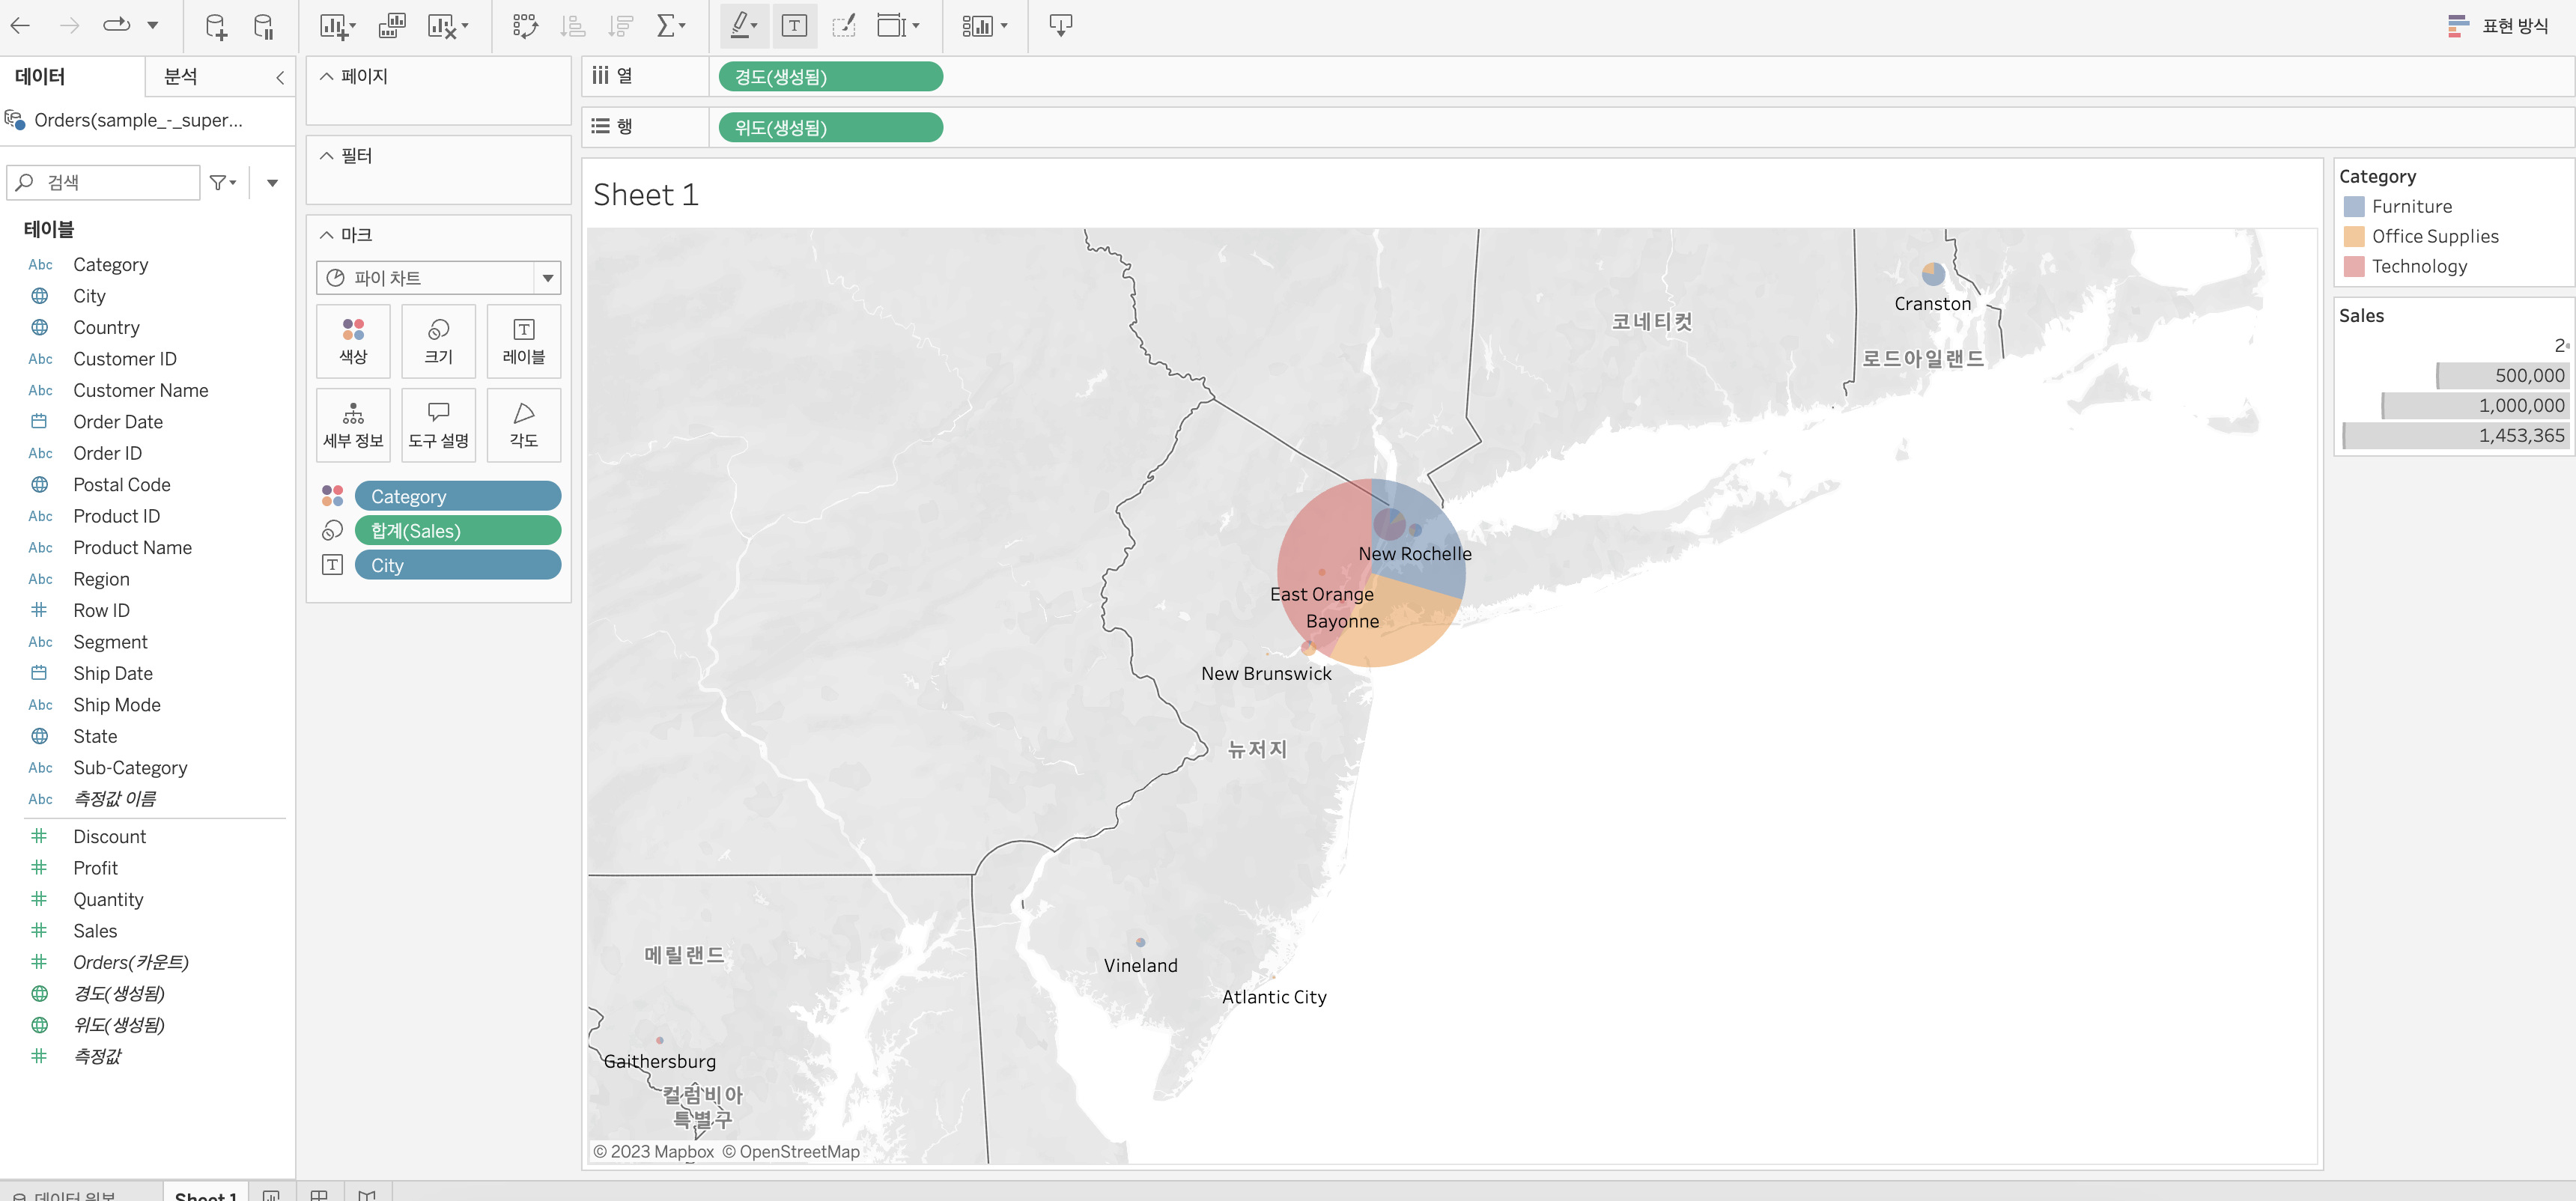 표현 방식
데이터
분석
Orders(sample_-_super...
검색
테이블
Abc Category
City
Country
Abc Customer ID
Abc Customer Name
Order Date
Abc Order ID
Postal Code
Abc Product ID
Abc Product Name
Abc Region
Row ID
Abc Segment
Ship Date
Abc Ship Mode
State
Abc Sub-Category
Abc 측정값 이름
Discount
Profit
Quantity
Sales
Orders(카운트)
경도(생성됨)
위도(생성됨)
측정값
페이지
필터
마크
파이 차트
색상 크기 레이블
세부 정보 도구 설명 각도
Category
합계(Sales)
City
열 경도(생성됨)
행 위도(생성됨)
Sheet 1
Cranston
코네티컷
로드아일랜드
New Rochelle
East Orange
Bayonne
New Brunswick
뉴저지
메릴랜드
Vineland
Atlantic City
Gaithersburg
컬럼비아
특별구
© 2023 Mapbox © OpenStreetMap
Category
Furniture
Office Supplies
Technology
Sales
2
500,000
1,000,000
1,453,365
데이터 원본
Sheet 1